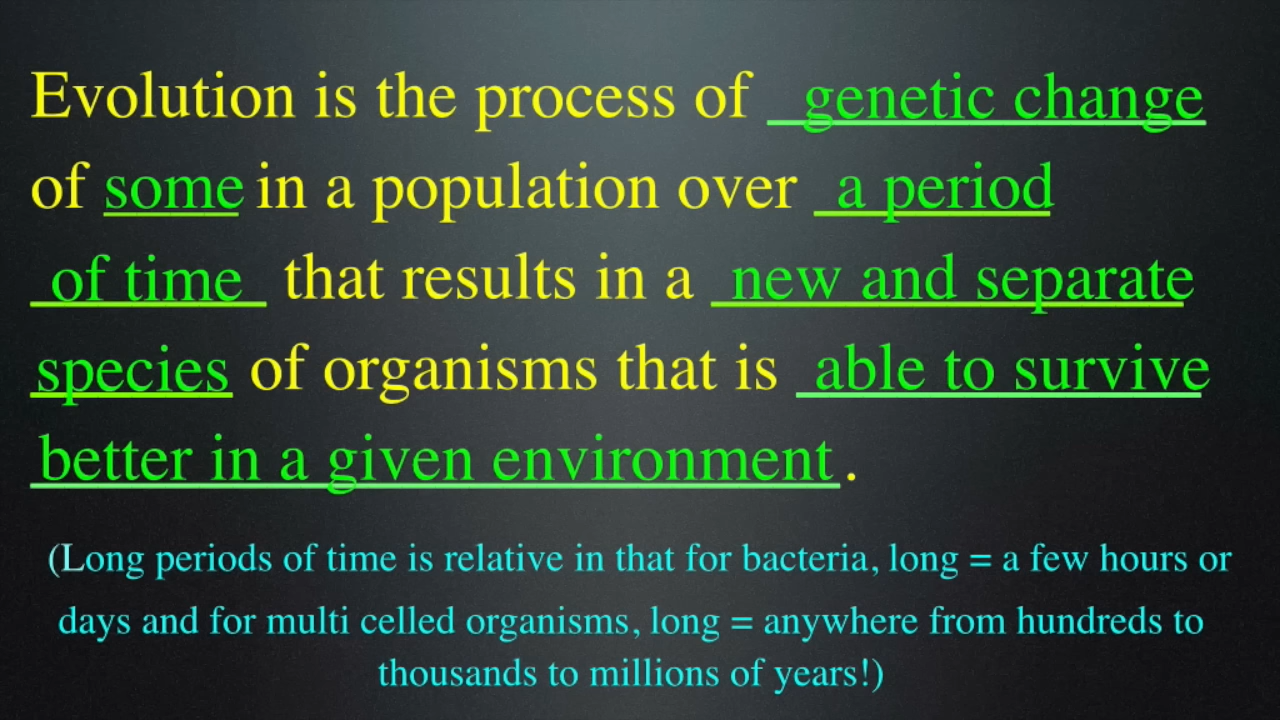 Evolution is the process of genetic change
of some in a population over a period
of time that results in a new and separate
species of organisms that is able to survive
better in a given environment.
(Long periods of time is relative in that for bacteria, long = a few hours or
days and for multi celled organisms, long = anywhere from hundreds to
thousands to millions of years!)